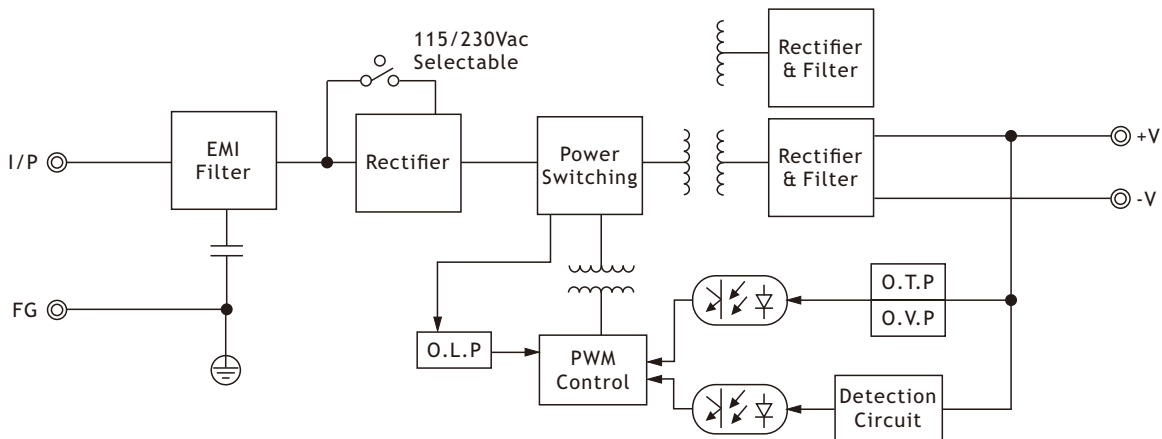 115/230Vac
Selectable
Rectifier
& Filter
I/P
EMI
Filter
Rectifier
Power
Switching
Rectifier
& Filter
+V
-V
FG
O.T.P
O.V.P
O.L.P
PWM
Control
Detection
Circuit